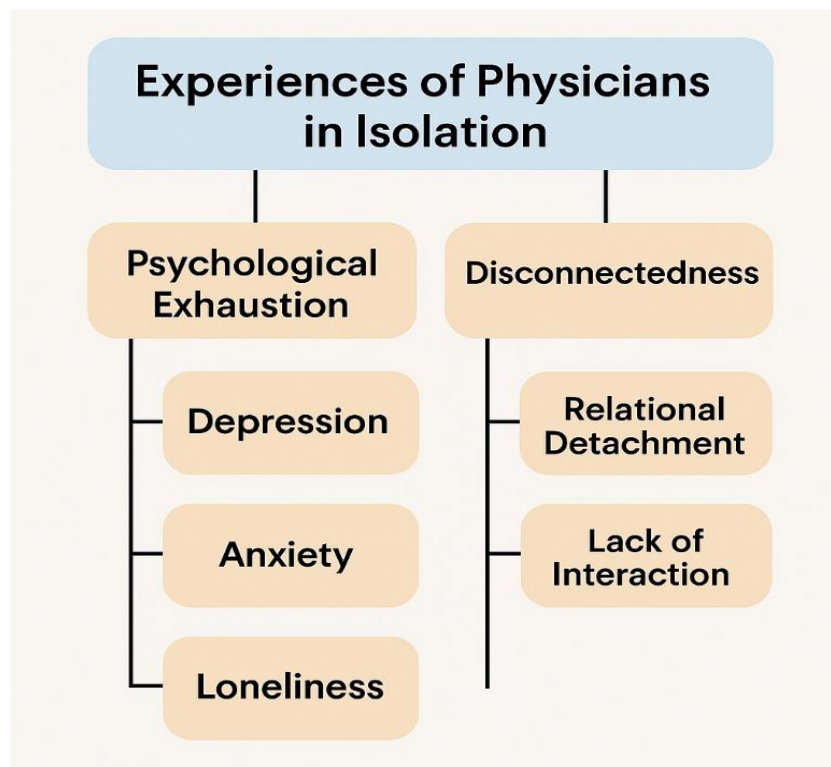 Experiences of Physicians
in Isolation
Psychological
Exhaustion
Depression
Anxiety
Loneliness
Disconnectedness
Relational
Detachment
Lack of
Interaction